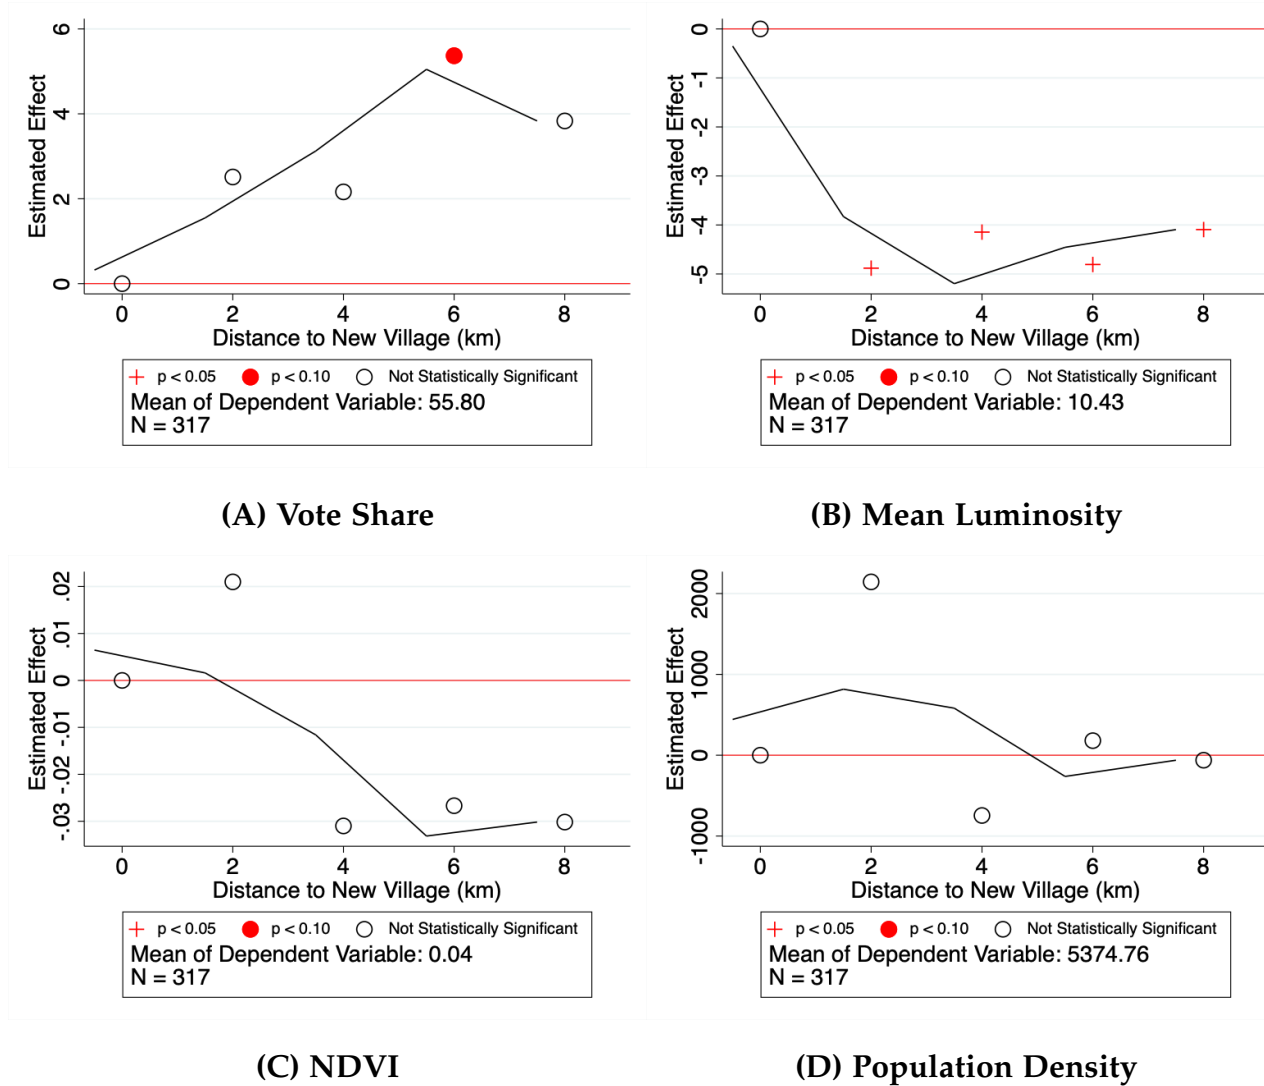 6
4
2
0
Estimated Effect
0 2 4 6 8
Distance to New Village (km)
p < 0.05 p < 0.10 Not Statistically Significant
Mean of Dependent Variable: 55.80
N = 317
(A) Vote Share
0
-1
-2
-3
-4
-5
Estimated Effect
0 2 4 6 8
Distance to New Village (km)
p < 0.05 p < 0.10 Not Statistically Significant
Mean of Dependent Variable: 10.43
N = 317
(B) Mean Luminosity
.02
.01
0
-.01
-.02
-.03
Estimated Effect
0 2 4 6 8
Distance to New Village (km)
p < 0.05 p < 0.10 Not Statistically Significant
Mean of Dependent Variable: 0.04
N = 317
(C) NDVI
2000
1000
0
-1000
Estimated Effect
0 2 4 6 8
Distance to New Village (km)
p < 0.05 p < 0.10 Not Statistically Significant
Mean of Dependent Variable: 5374.76
N = 317
(D) Population Density